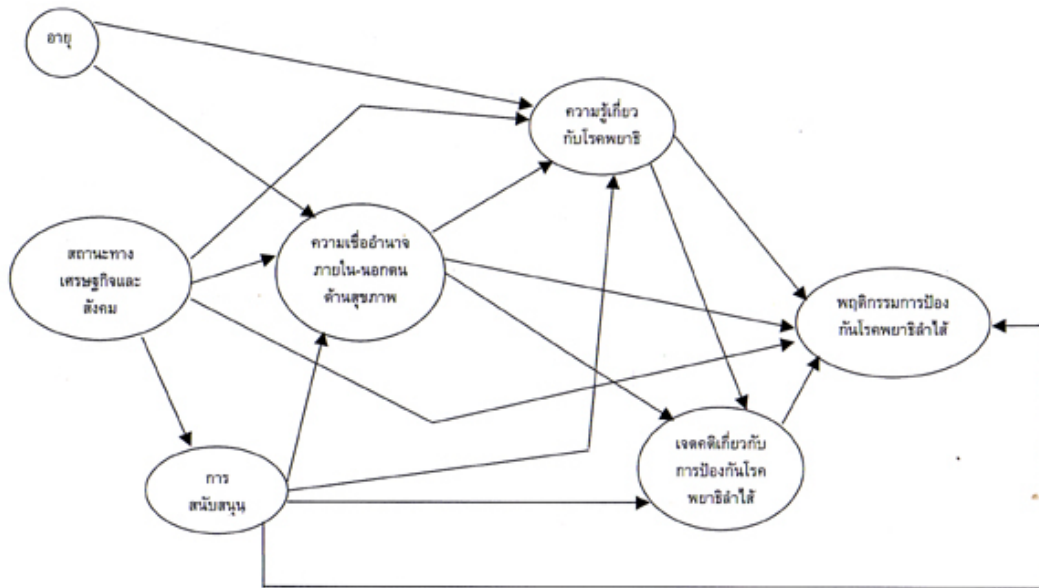 อายุ
ความรู้เกี่ยว
กับโรคพยาธิ
สถานะทาง
เศรษฐกิจและ
สังคม
ความเชื่ออำนาจ
ภายใน-นอกตน
ด้านสุขภาพ
พฤติกรรมการป้อง
กันโรคพยาธิลำไส้
เจตคติเกี่ยวกับ
การป้องกันโรค
พยาธิลำไส้
การ
สนับสนุน